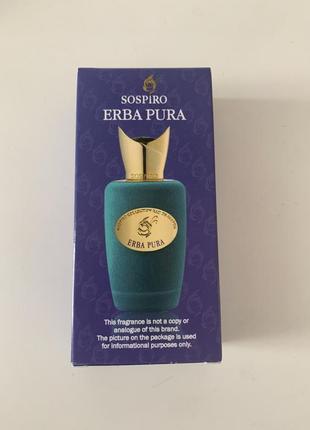 SOSPIRO
ERBA PURA
SOSPIRO
ERBA PURA
This fragrance is not a copy or
analogue of this brand.
The picture on the package is used
for informational purposes only.